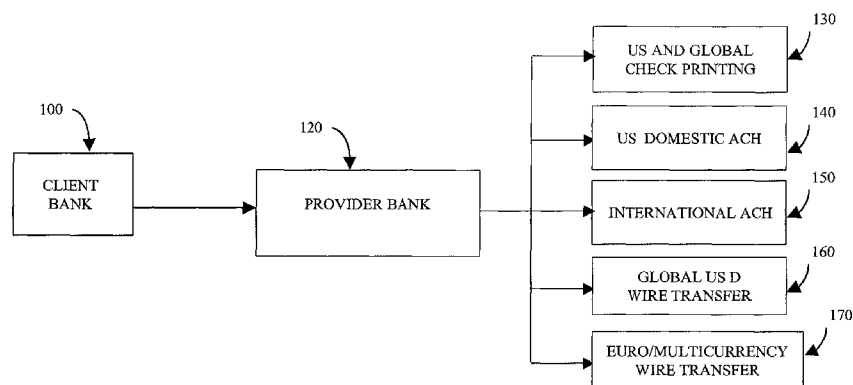 130
US AND GLOBAL
CHECK PRINTING
100
120
140
US DOMESTIC ACH
CLIENT
BANK
PROVIDER BANK
150
INTERNATIONAL ACH
160
GLOBAL US D
WIRE TRANSFER
170
EURO/MULTICURRENCY
WIRE TRANSFER